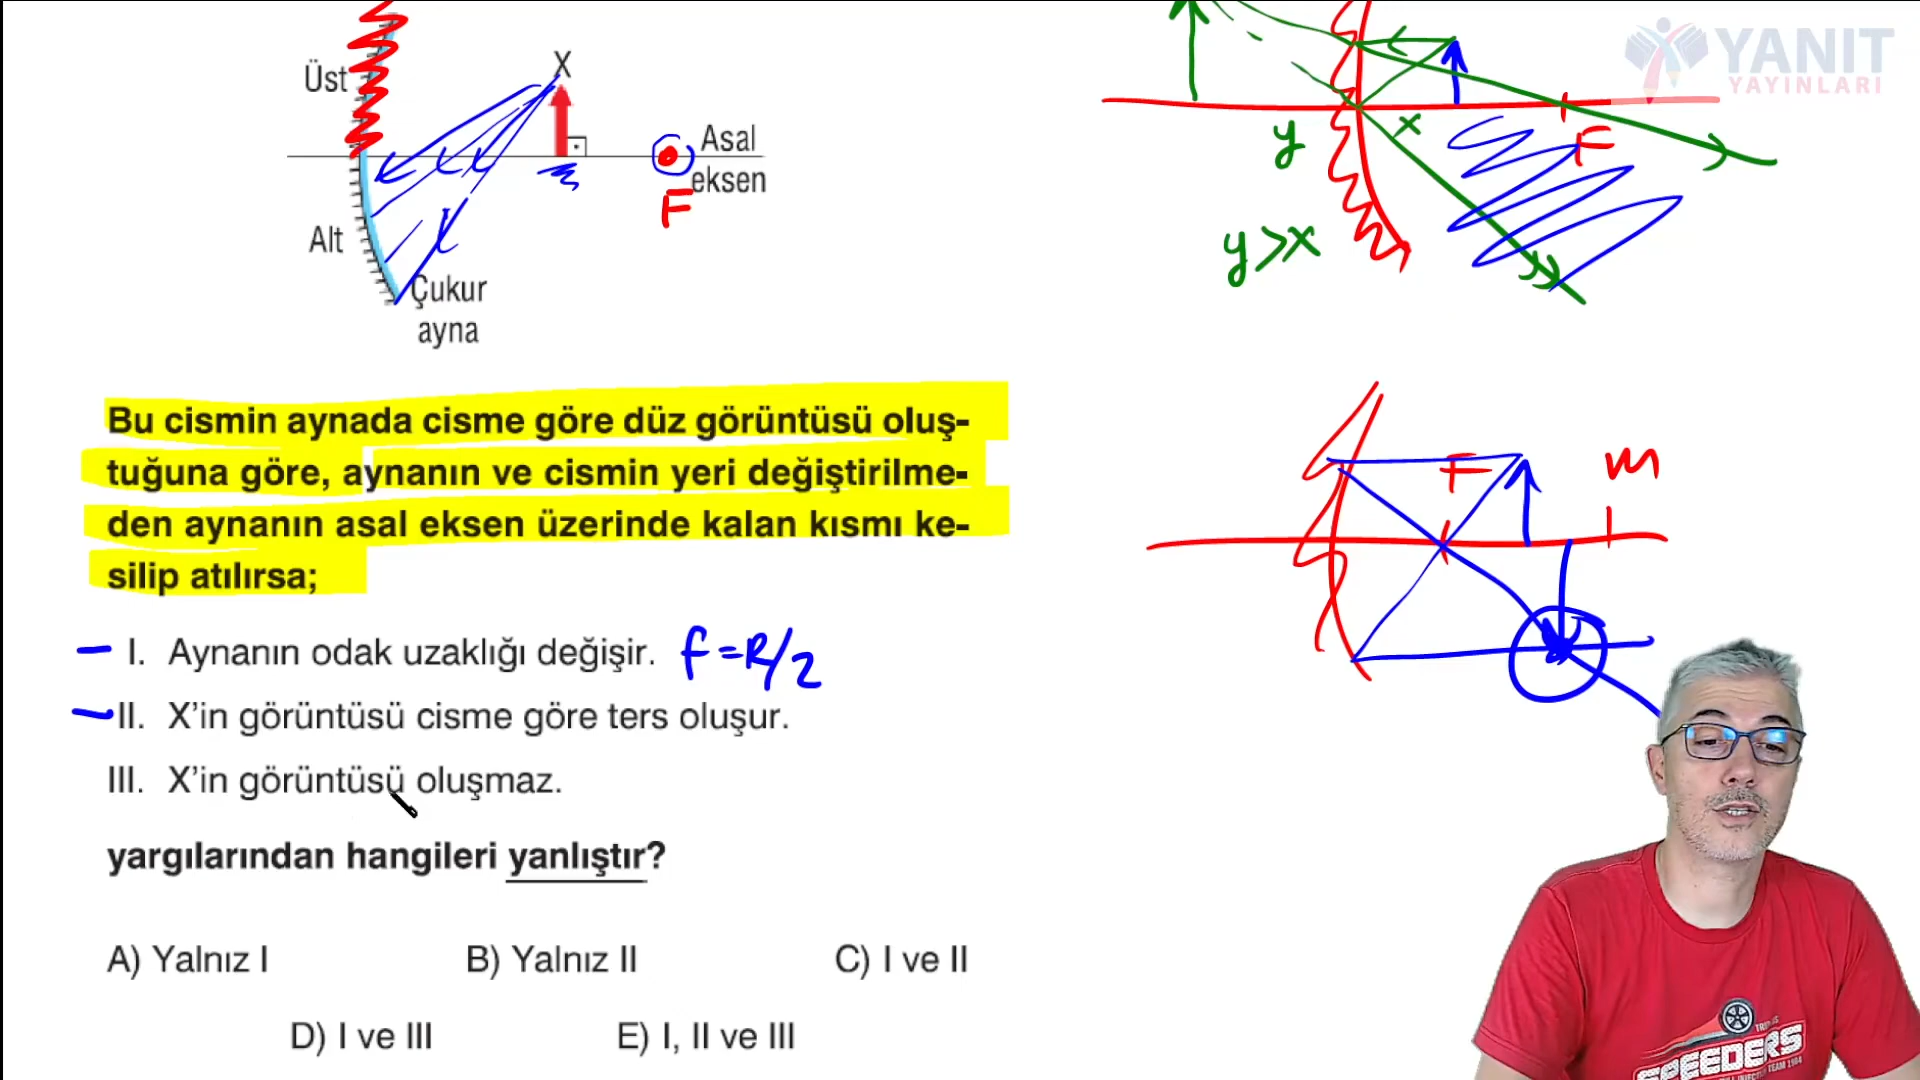 Üst
X
Asal
eksen
F
Alt
Çukur
ayna
YANIT
YAYINLARI
y
x
F
y>x
Bu cismin aynada cisme göre düz görüntüsü oluş-
tuğuna göre, aynanın ve cismin yeri değiştirilme-
den aynanın asal eksen üzerinde kalan kısmı ke-
silip atılırsa;
I. Aynanın odak uzaklığı değişir. f=R/2
II. X'in görüntüsü cisme göre ters oluşur.
III. X'in görüntüsü oluşmaz.
yargılarından hangileri yanlıştır?
A) Yalnız I
B) Yalnız II
C) I ve II
D) I ve III
E) I, II ve III
F
m
SPEEDERS